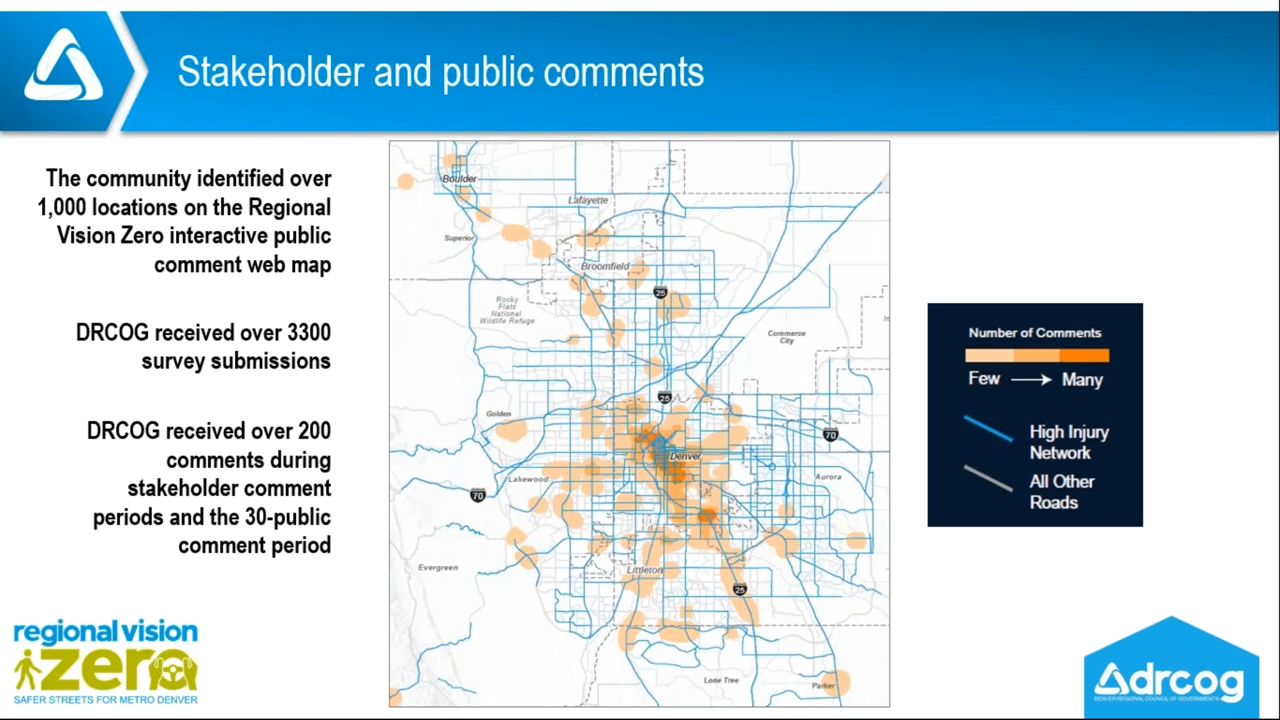 Stakeholder and public comments
The community identified over
1,000 locations on the Regional
Vision Zero interactive public
comment web map
DRCOG received over 3300
survey submissions
DRCOG received over 200
comments during
stakeholder comment
periods and the 30-public
comment period
Boulder
Lafayette
Superior
Broomfield
Rocky
Flats
National
Wildlife Refuge
25
Commerce
City
25
Golden
70
Denver
Lakewood
Aurora
70
Evergreen
Littleton
25
Lone Tree
Parker
Number of Comments
Few
Many
High Injury
Network
All Other
Roads
regional vision
zero
SAFER STREETS FOR METRO DENVER
drcog
DENVER REGIONAL COUNCIL OF GOVERNMENTS